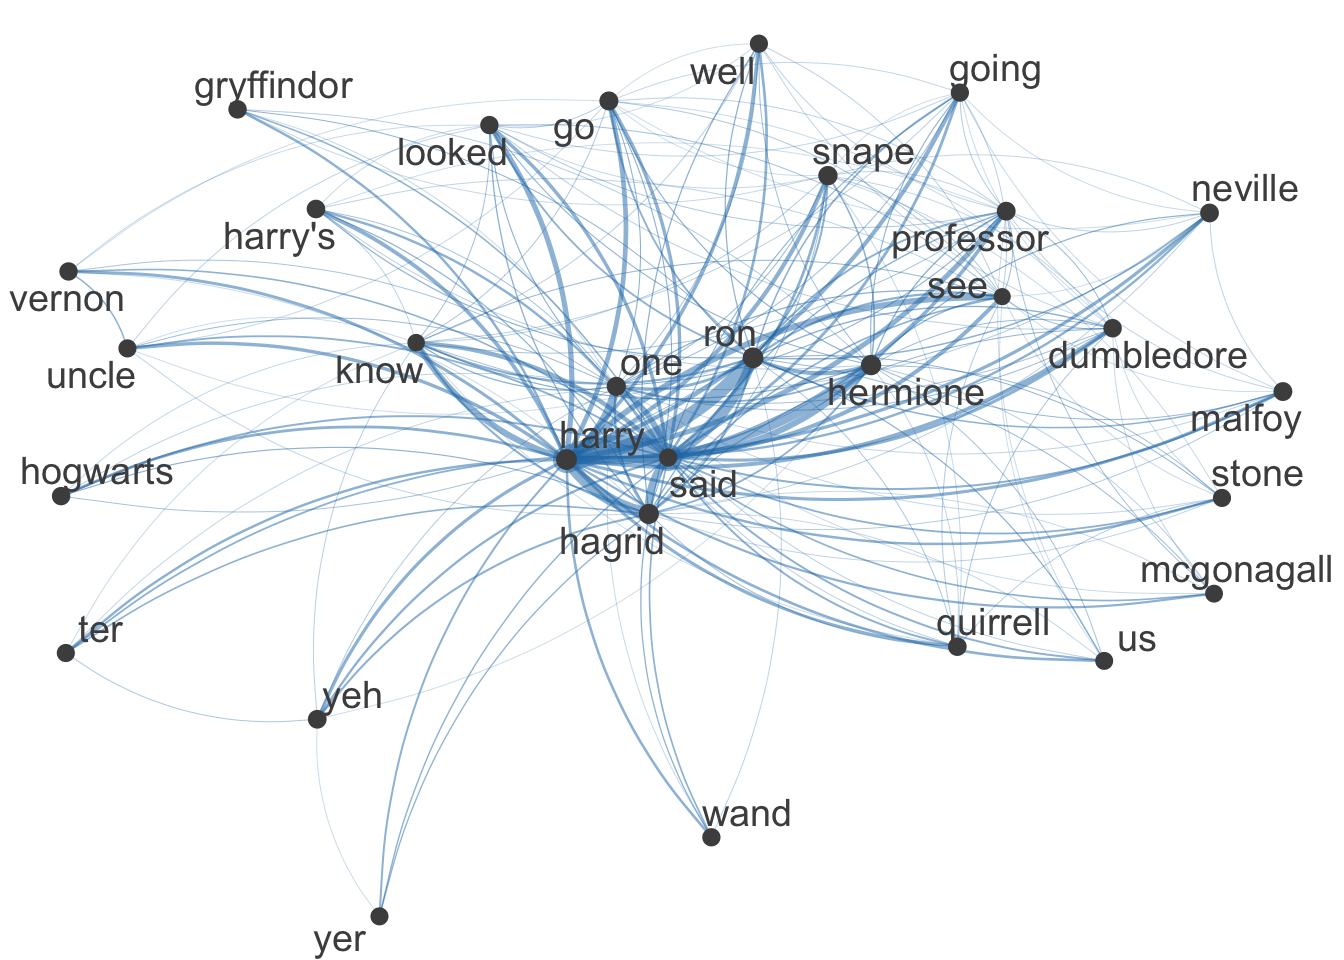 well
going
gryffindor
go
looked
snape
neville
harry's
professor
see
vernon
ron
one
know
uncle
dumbledore
hermione
malfoy
harry
hogwarts
said
stone
hagrid
mcgonagall
ter
quirrell
us
yeh
wand
yer